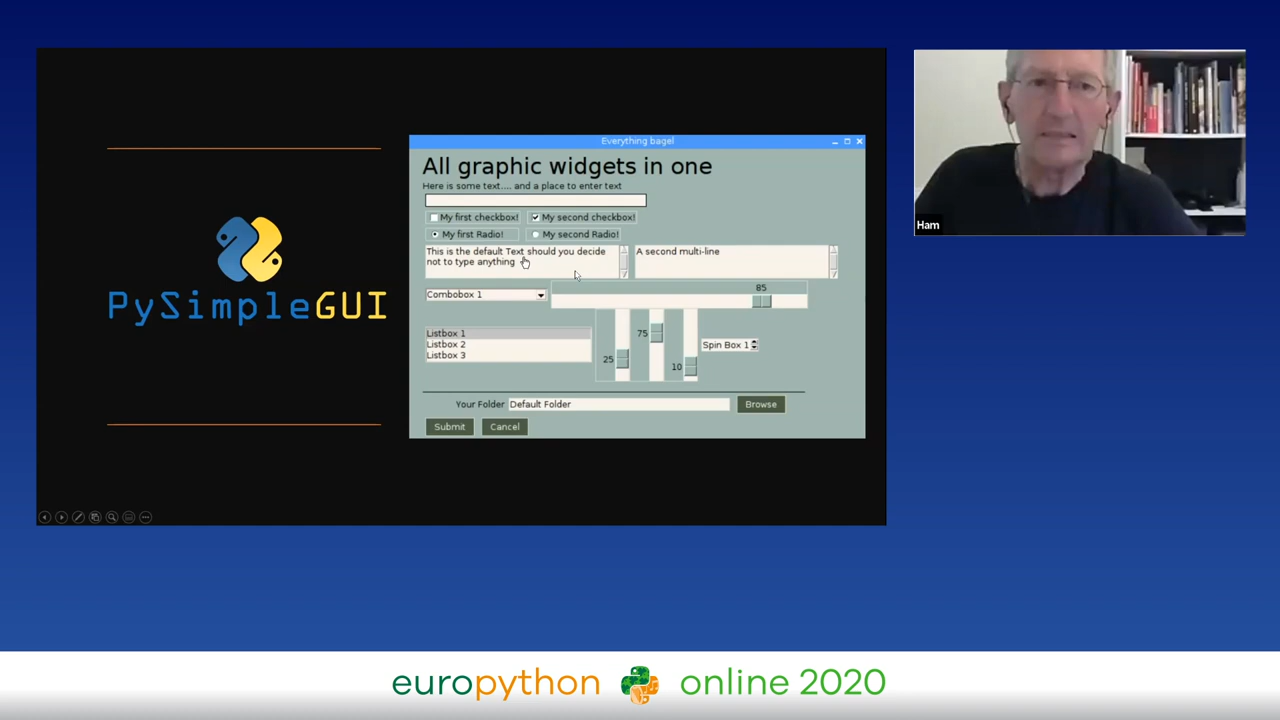 PySimpleGUI
Everything bagel
All graphic widgets in one
Here is some text.... and a place to enter text
My first checkbox! My second checkbox!
My first Radio! My second Radio!
This is the default Text should you decide
not to type anything
A second multi-line
Combobox 1
85
Listbox 1
Listbox 2
Listbox 3
25
75
10
Spin Box 1
Your Folder Default Folder Browse
Submit Cancel
Ham
europython online 2020